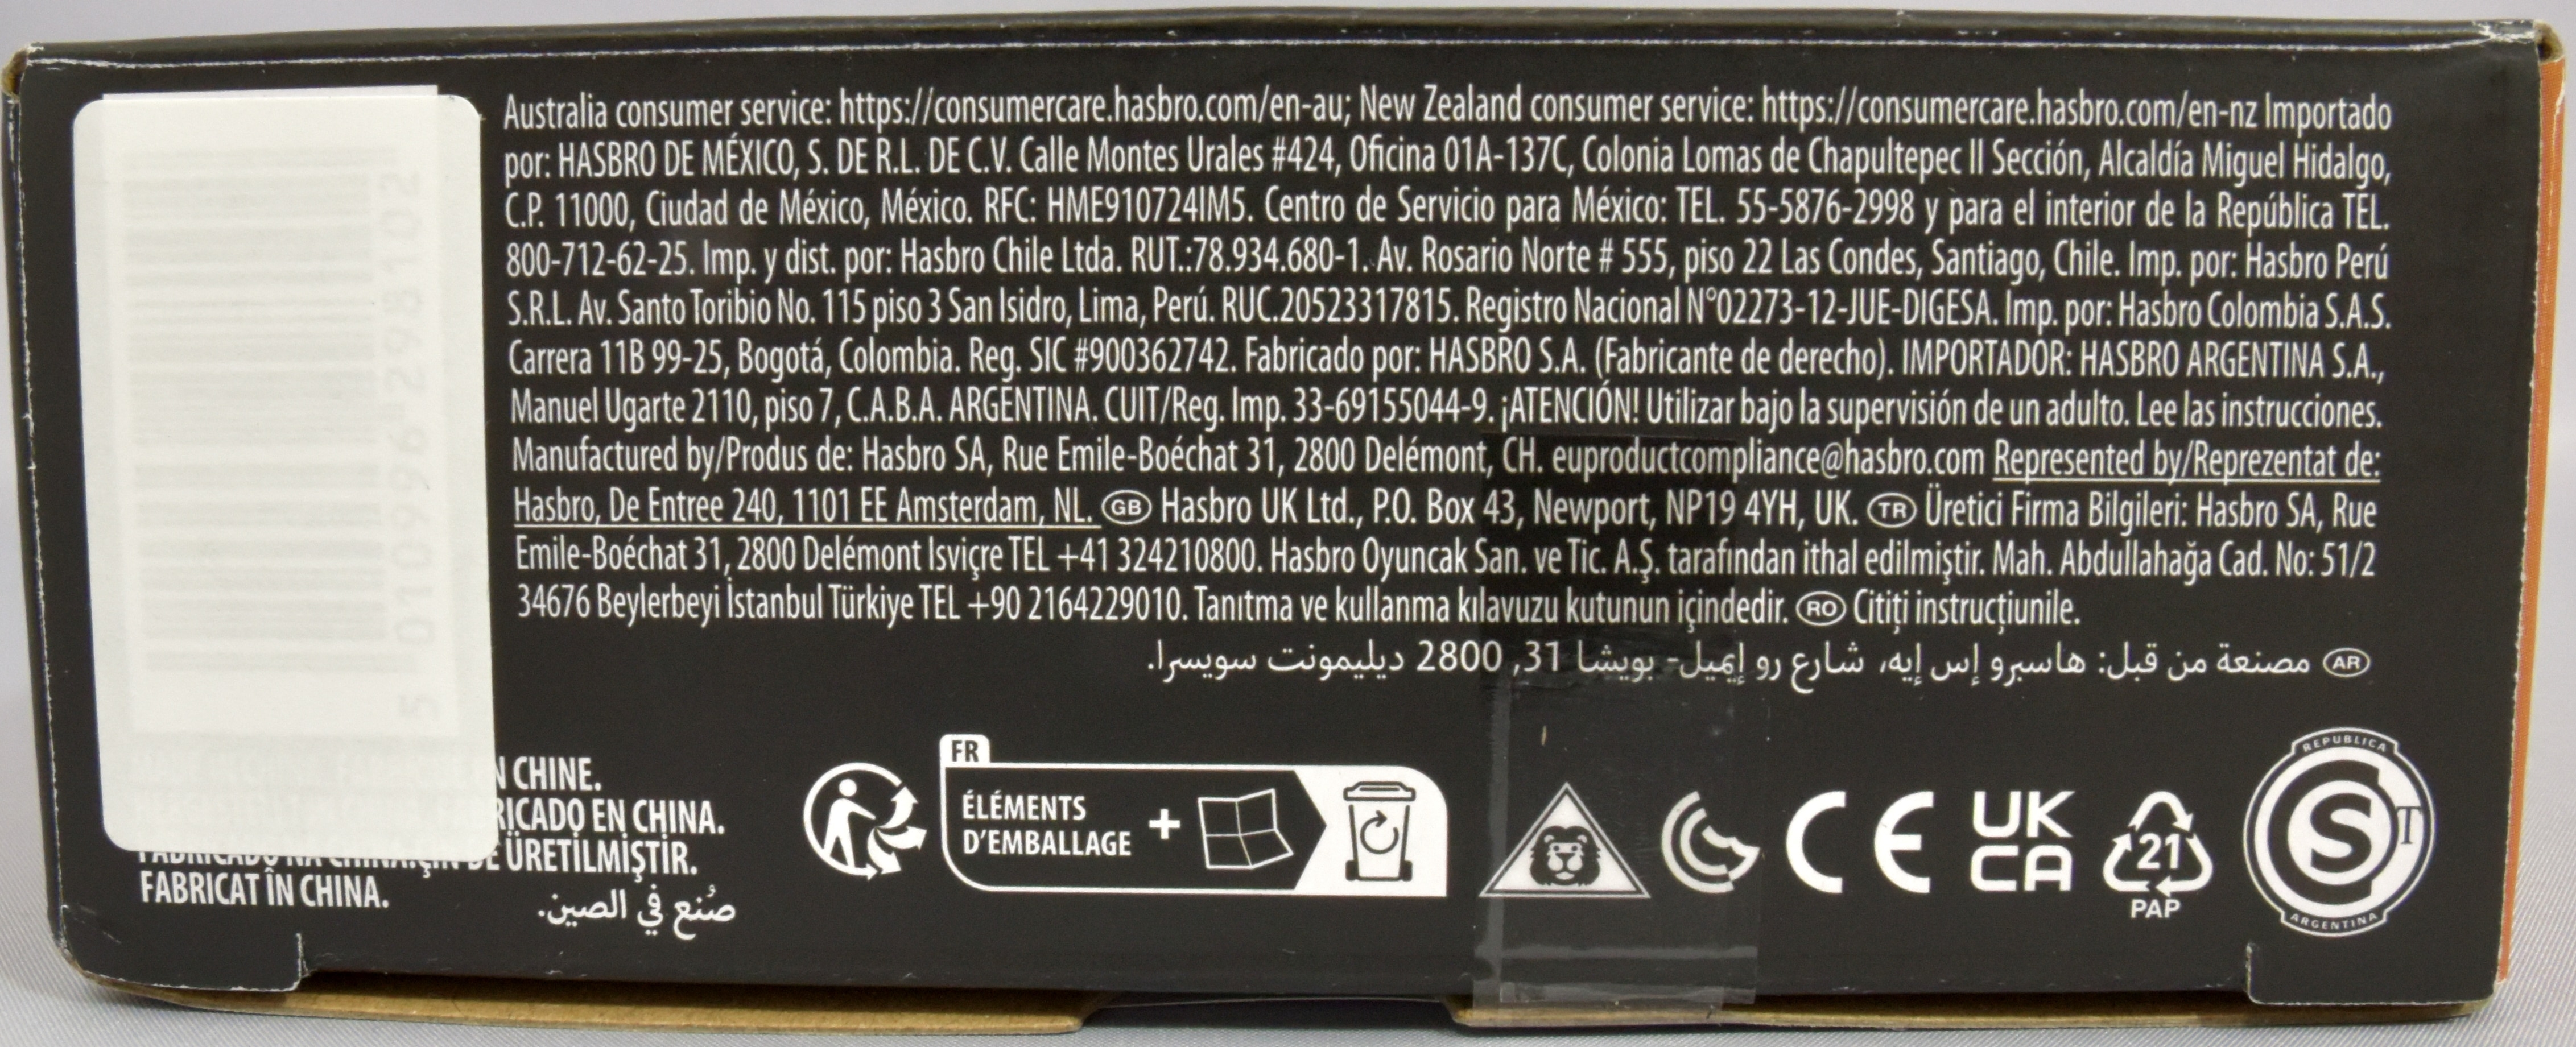 Australia consumer service: https://consumercare.hasbro.com/en-au; New Zealand consumer service: https://consumercare.hasbro.com/en-nz Importado
por: HASBRO DE MÉXICO, S. DE R.L. DE C.V. Calle Montes Urales #424, Oficina 01A-137C, Colonia Lomas de Chapultepec II Sección, Alcaldía Miguel Hidalgo,
C.P. 11000, Ciudad de México, México. RFC: HME910724IM5. Centro de Servicio para México: TEL. 55-5876-2998 y para el interior de la República TEL.
800-712-62-25. Imp. y dist. por: Hasbro Chile Ltda. RUT.:78.934.680-1. Av. Rosario Norte # 555, piso 22 Las Condes, Santiago, Chile. Imp. por: Hasbro Perú
S.R.L. Av. Santo Toribio No. 115 piso 3 San Isidro, Lima, Perú. RUC.20523317815. Registro Nacional N°02273-12-JUE-DIGESA. Imp. por: Hasbro Colombia S.A.S.
Carrera 11B 99-25, Bogotá, Colombia. Reg. SIC #900362742. Fabricado por: HASBRO S.A. (Fabricante de derecho). IMPORTADOR: HASBRO ARGENTINA S.A.,
Manuel Ugarte 2110, piso 7, C.A.B.A. ARGENTINA. CUIT/Reg. Imp. 33-69155044-9. ¡ATENCIÓN! Utilizar bajo la supervisión de un adulto. Lee las instrucciones.
Manufactured by/Produs de: Hasbro SA, Rue Emile-Boéchat 31, 2800 Delémont, CH. euproductcompliance@hasbro.com Represented by/Reprezentat de:
Hasbro, De Entree 240, 1101 EE Amsterdam, NL. GB Hasbro UK Ltd., P.O. Box 43, Newport, NP19 4YH, UK. TR Üretici Firma Bilgileri: Hasbro SA, Rue
Emile-Boéchat 31, 2800 Delémont Isviçre TEL +41 324210800. Hasbro Oyuncak San. ve Tic. A.Ş. tarafından ithal edilmiştir. Mah. Abdullahağa Cad. No: 51/2
34676 Beylerbeyi İstanbul Türkiye TEL +90 2164229010. Tanıtma ve kullanma kılavuzu kutunun içindedir. RO Citiți instrucțiunile.
AR مصنعة من قبل: هاسبرو إس إيه، شارع رو إيميل- بويشا 31, 2800 ديليمونت سويسرا.
5 010996 298102
N CHINE.
RICADO EN CHINA.
FABRICADO NA CHINA. ÇİN'DE ÜRETİLMİŞTİR.
FABRICAT ÎN CHINA.
صُنع في الصين.
FR
ÉLÉMENTS
D'EMBALLAGE
+
CE
UK
CA
21
PAP
REPUBLICA
S
T
ARGENTINA